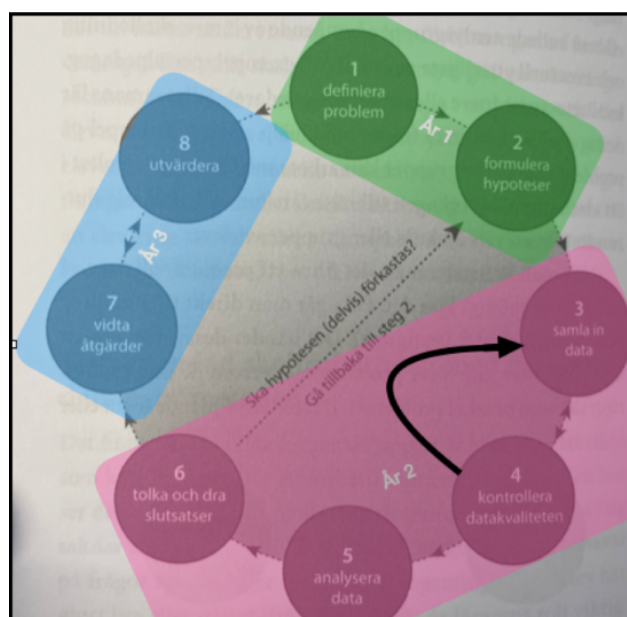 1
definiera
problem
År 1
2
formulera
hypoteser
3
samla in
data
4
kontrollera
datakvaliteten
År 2
5
analysera
data
6
tolka och dra
slutsatser
Ska hypotesen (delvis) förkastas?
Gå tillbaka till steg 2.
7
vidta
åtgärder
År 3
8
utvärdera